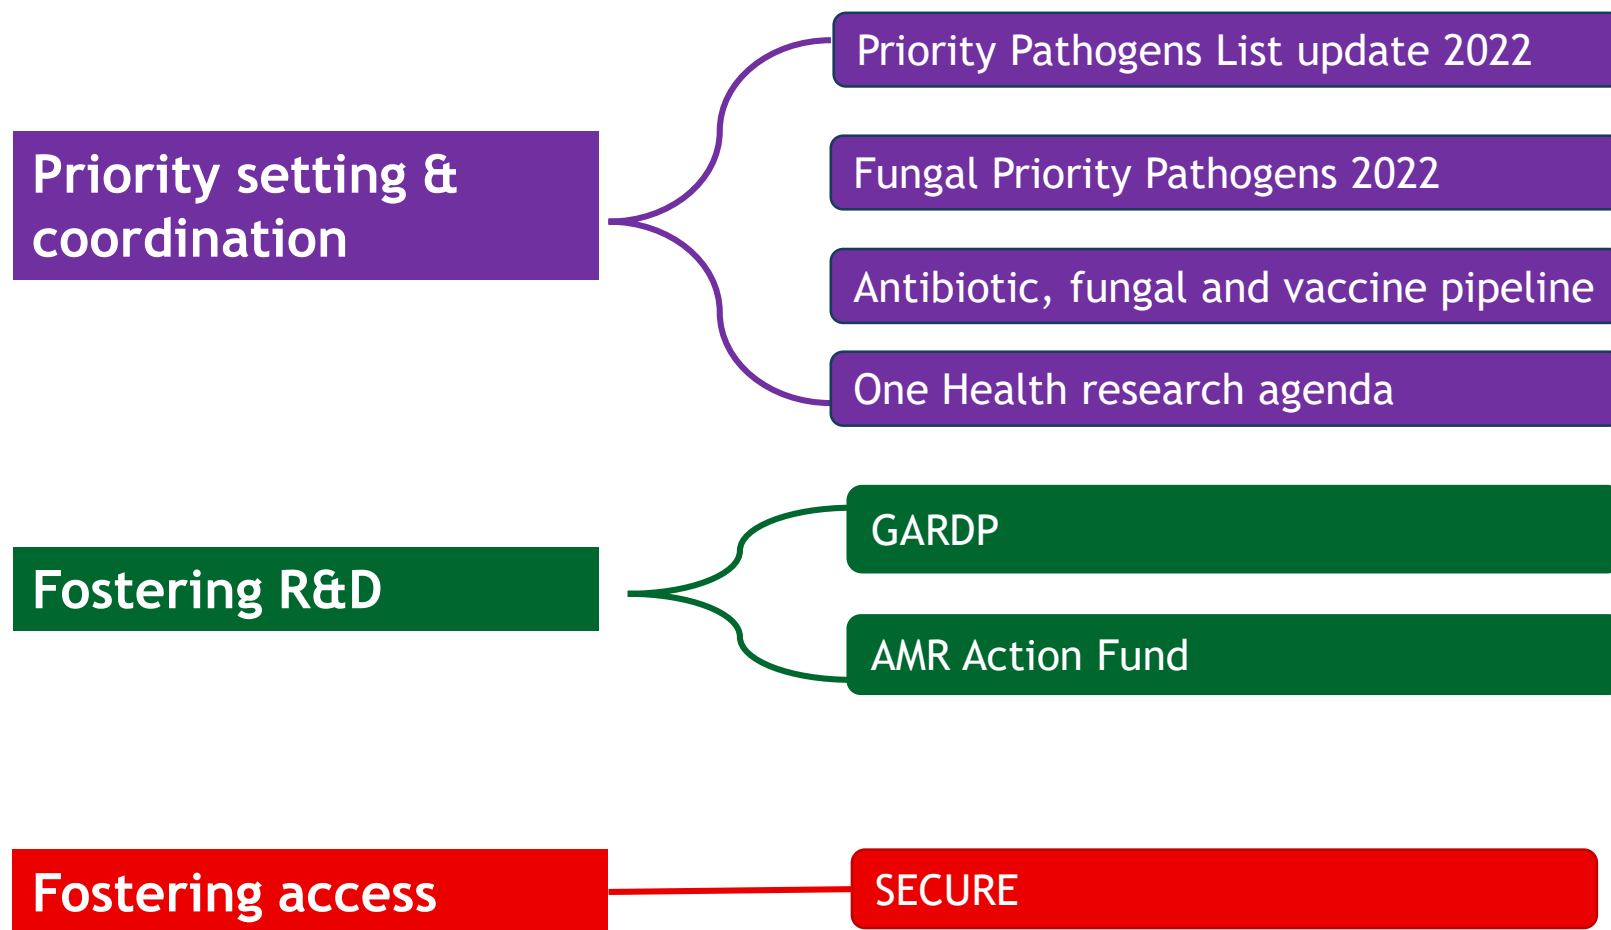 Priority setting &
coordination
Priority Pathogens List update 2022
Fungal Priority Pathogens 2022
Antibiotic, fungal and vaccine pipeline
One Health research agenda
Fostering R&D
GARDP
AMR Action Fund
Fostering access
SECURE